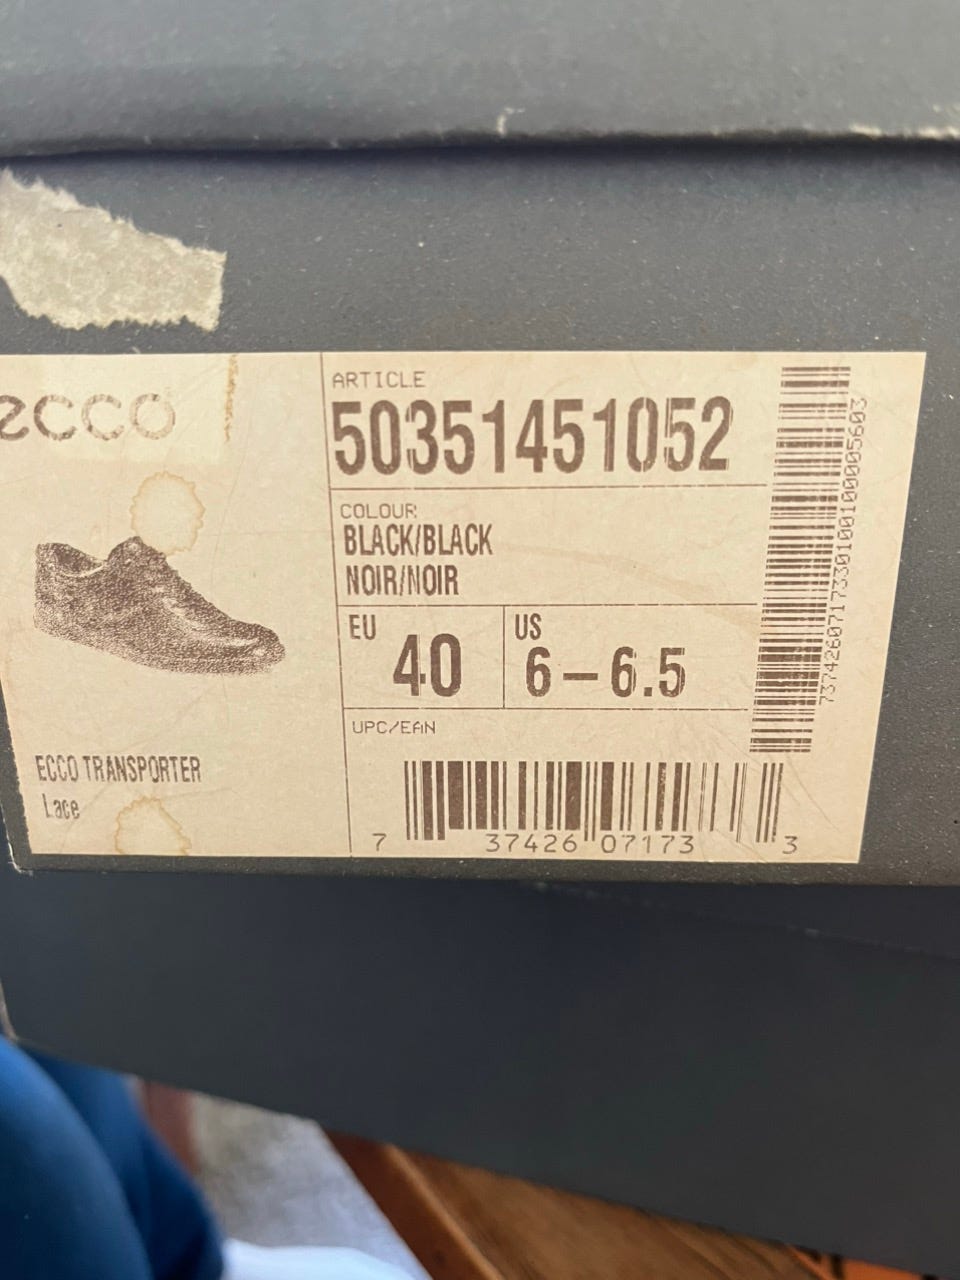 ecco
ECCO TRANSPORTER
Lace
ARTICLE
50351451052
COLOUR:
BLACK/BLACK
NOIR/NOIR
EU 40
US 6-6.5
UPC/EAN
7 37426 07173 3
7374260717330100100005603